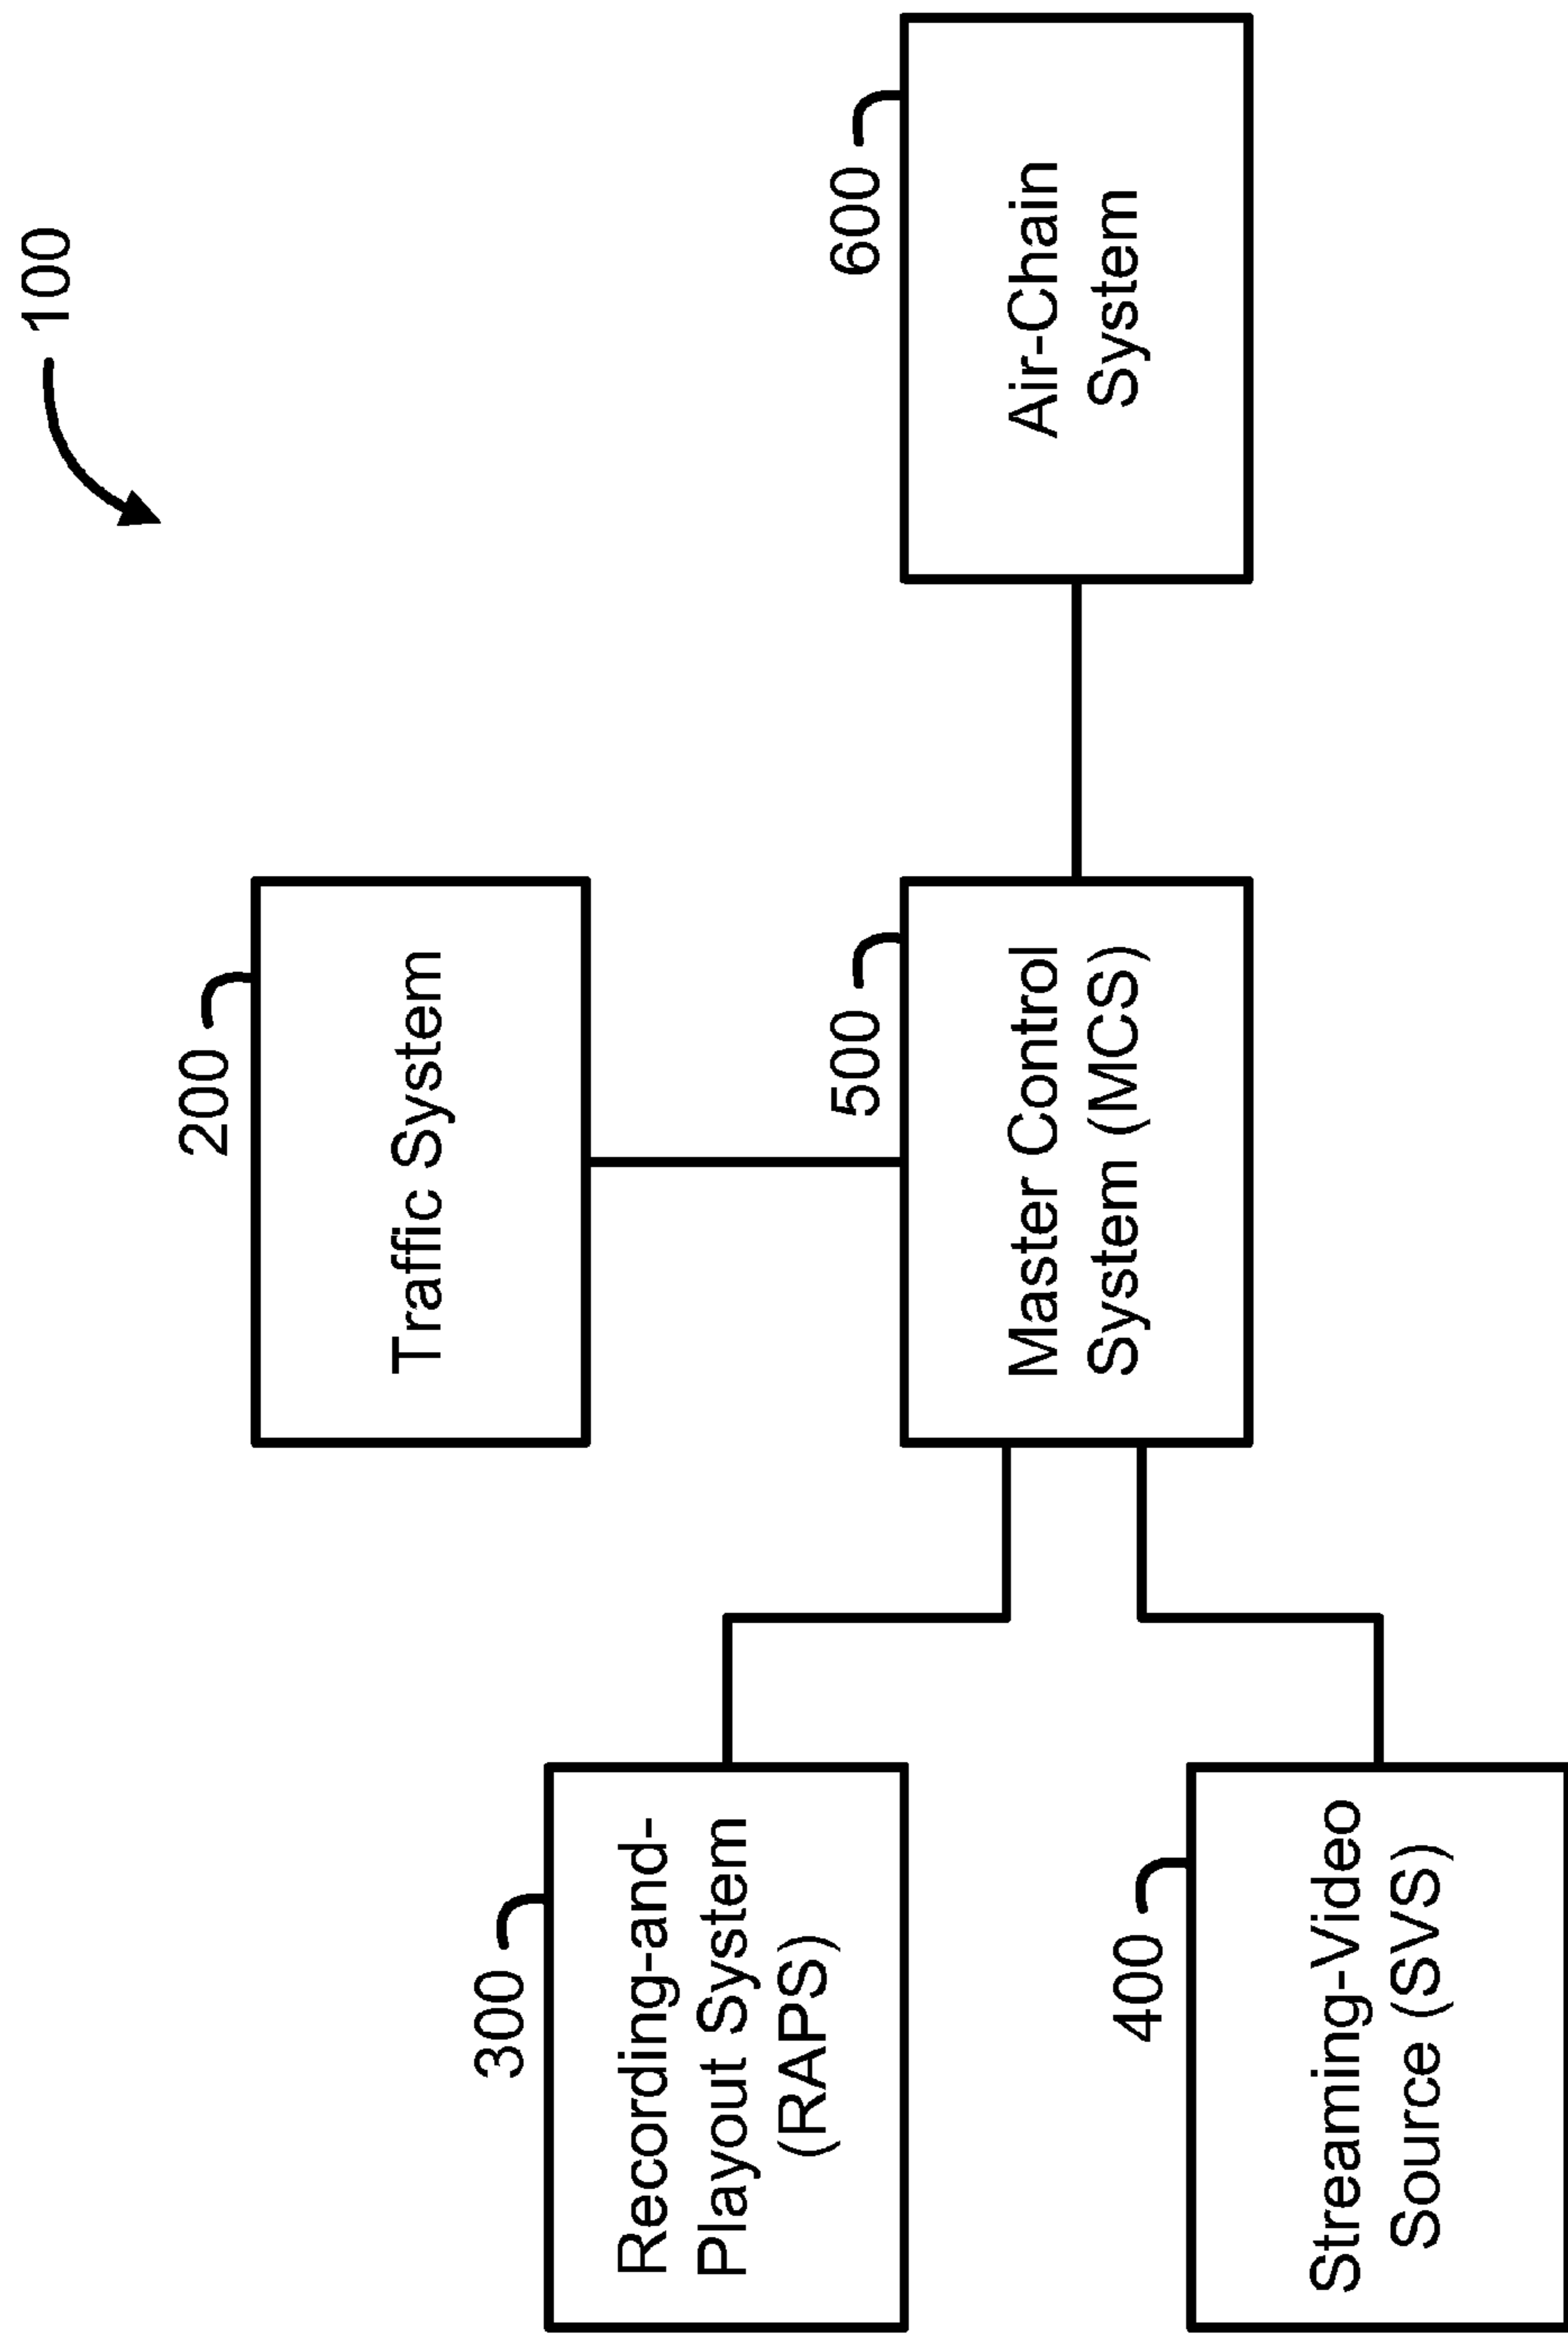 100
200
Traffic System
300
Recording-and-
Playout System
(RAPS)
500
Master Control
System (MCS)
600
Air-Chain
System
400
Streaming-Video
Source (SVS)